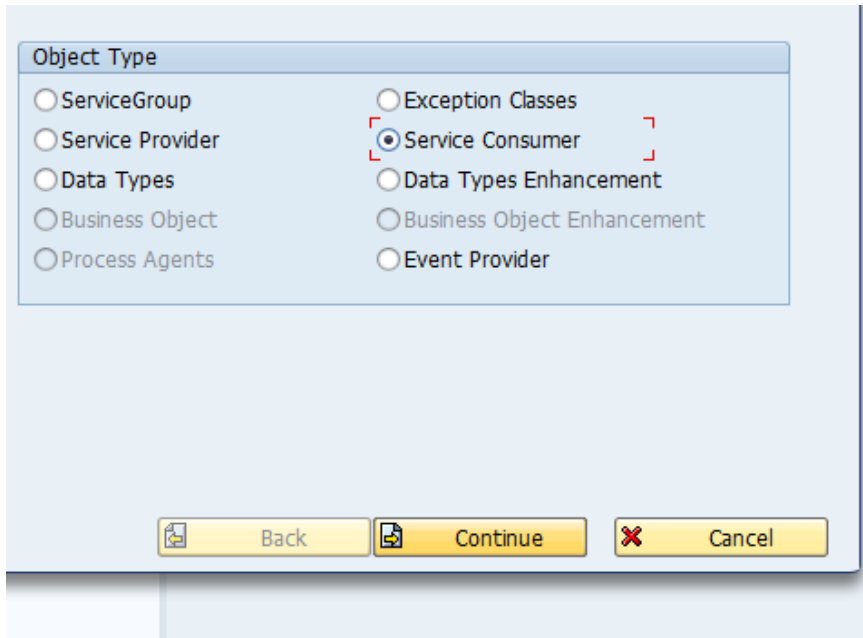 Object Type
ServiceGroup Exception Classes
Service Provider Service Consumer
Data Types Data Types Enhancement
Business Object Business Object Enhancement
Process Agents Event Provider
Back Continue Cancel